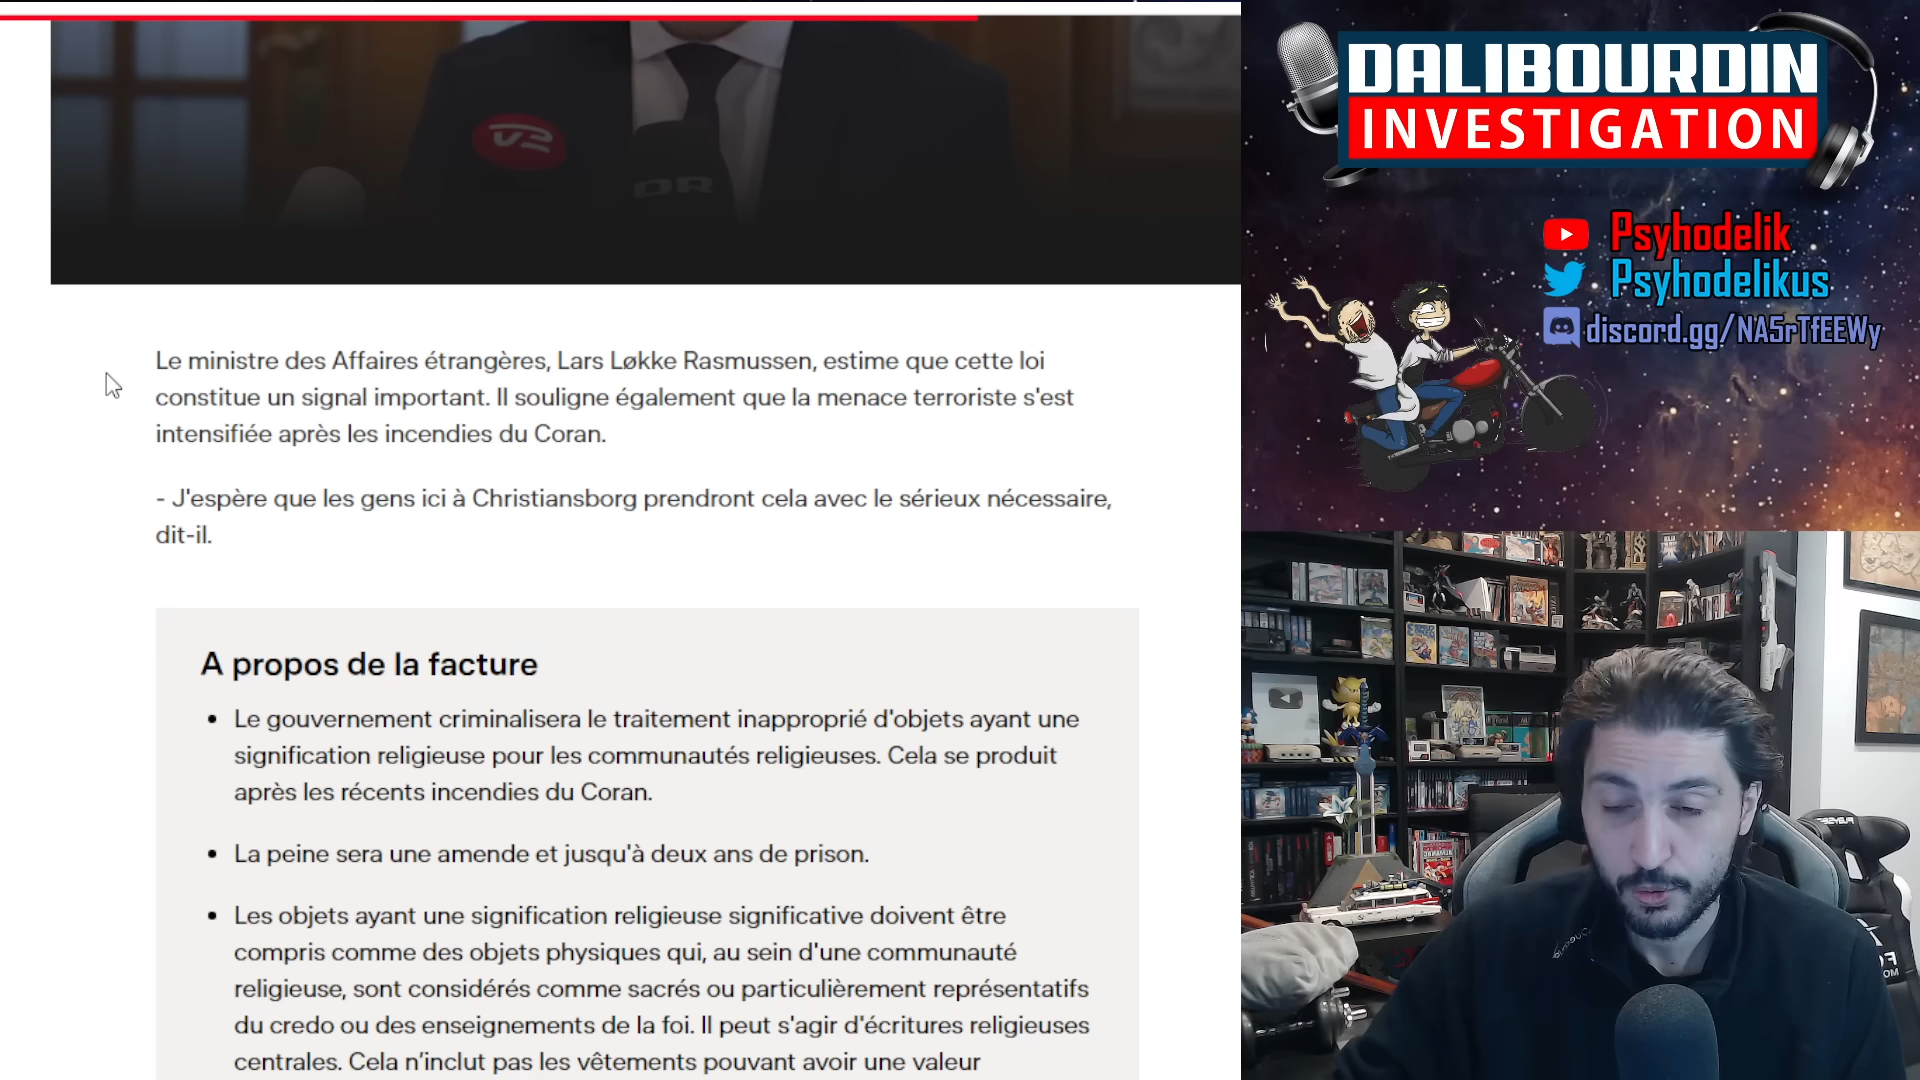 DR
Le ministre des Affaires étrangères, Lars Løkke Rasmussen, estime que cette loi
constitue un signal important. Il souligne également que la menace terroriste s'est
intensifiée après les incendies du Coran.
- J'espère que les gens ici à Christiansborg prendront cela avec le sérieux nécessaire,
dit-il.
A propos de la facture
• Le gouvernement criminalisera le traitement inapproprié d'objets ayant une
signification religieuse pour les communautés religieuses. Cela se produit
après les récents incendies du Coran.
• La peine sera une amende et jusqu'à deux ans de prison.
• Les objets ayant une signification religieuse significative doivent être
compris comme des objets physiques qui, au sein d'une communauté
religieuse, sont considérés comme sacrés ou particulièrement représentatifs
du credo ou des enseignements de la foi. Il peut s'agir d'écritures religieuses
centrales. Cela n'inclut pas les vêtements pouvant avoir une valeur
DALIBOURDIN
INVESTIGATION
Psyhodelik
Psyhodelikus
discord.gg/NA5rTfEEWy